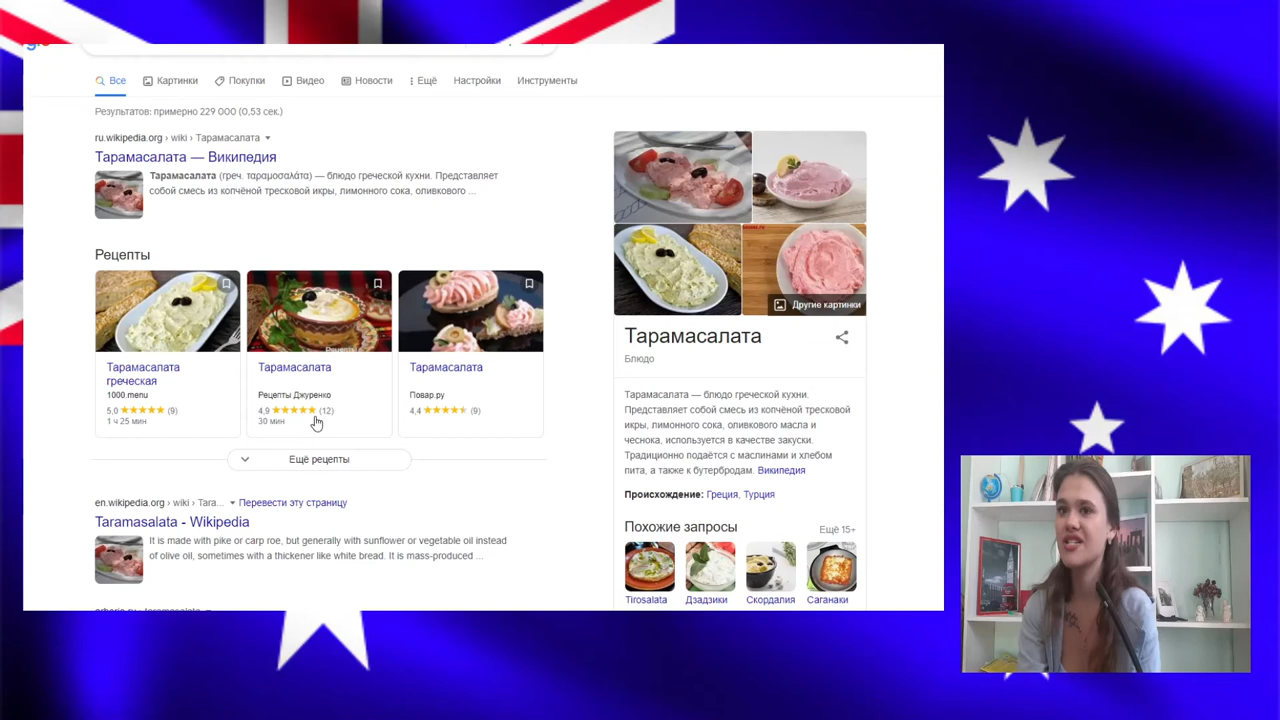 Все Картинки Покупки Видео Новости Ещё Настройки Инструменты
Результатов: примерно 229 000 (0,53 сек.)
ru.wikipedia.org › wiki › Тарамасалата
Тарамасалата — Википедия
Тарамасалата (греч. ταραμοσαλάτα) — блюдо греческой кухни. Представляет
собой смесь из копчёной тресковой икры, лимонного сока, оливкового ...
Рецепты
Тарамасалата
греческая
1000.menu
5,0 (9)
1 ч 25 мин
Тарамасалата
Рецепты Джуренко
4,9 (12)
30 мин
Тарамасалата
Повар.ру
4,4 (9)
Ещё рецепты
en.wikipedia.org › wiki › Tara... Перевести эту страницу
Taramasalata - Wikipedia
It is made with pike or carp roe, but generally with sunflower or vegetable oil instead
of olive oil, sometimes with a thickener like white bread. It is mass-produced ...
Другие картинки
Тарамасалата
Блюдо
Тарамасалата — блюдо греческой кухни.
Представляет собой смесь из копчёной тресковой
икры, лимонного сока, оливкового масла и
чеснока, используется в качестве закуски.
Традиционно подаётся с маслинами и хлебом
пита, а также к бутербродам. Википедия
Происхождение: Греция, Турция
Похожие запросы
Ещё 15+
Tirosalata Дзадзики Скордалия Саганаки